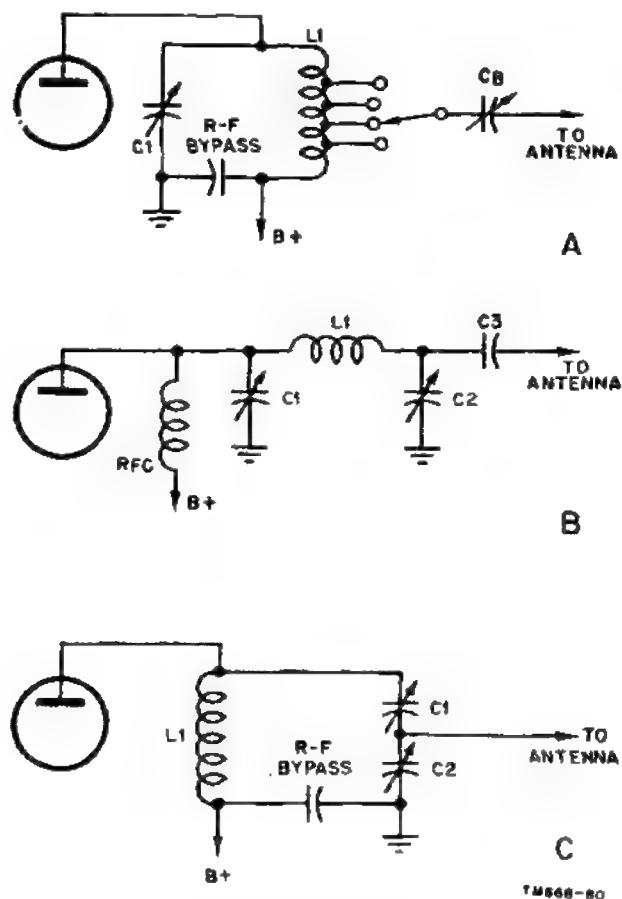 L1
C1
R-F
BYPASS
CB
TO
ANTENNA
B+
A
L1
C3
TO
ANTENNA
C1
C2
RFC
B+
B
L1
C1
R-F
BYPASS
C2
TO
ANTENNA
B+
C
TM668-80